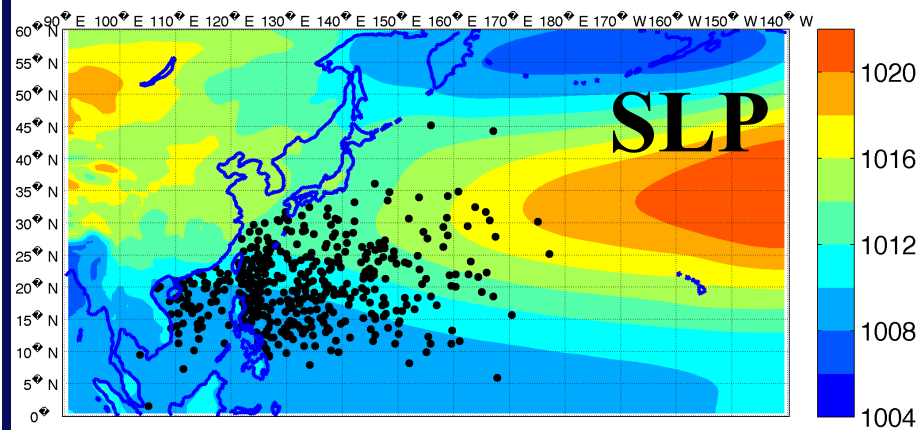 90� E 100� E 110� E 120� E 130� E 140� E 150� E 160� E 170� E 180� E 170� W 160� W 150� W 140� W
60� N
55� N
50� N
45� N
40� N
35� N
30� N
25� N
20� N
15� N
10� N
5� N
0�
SLP
1020
1016
1012
1008
1004